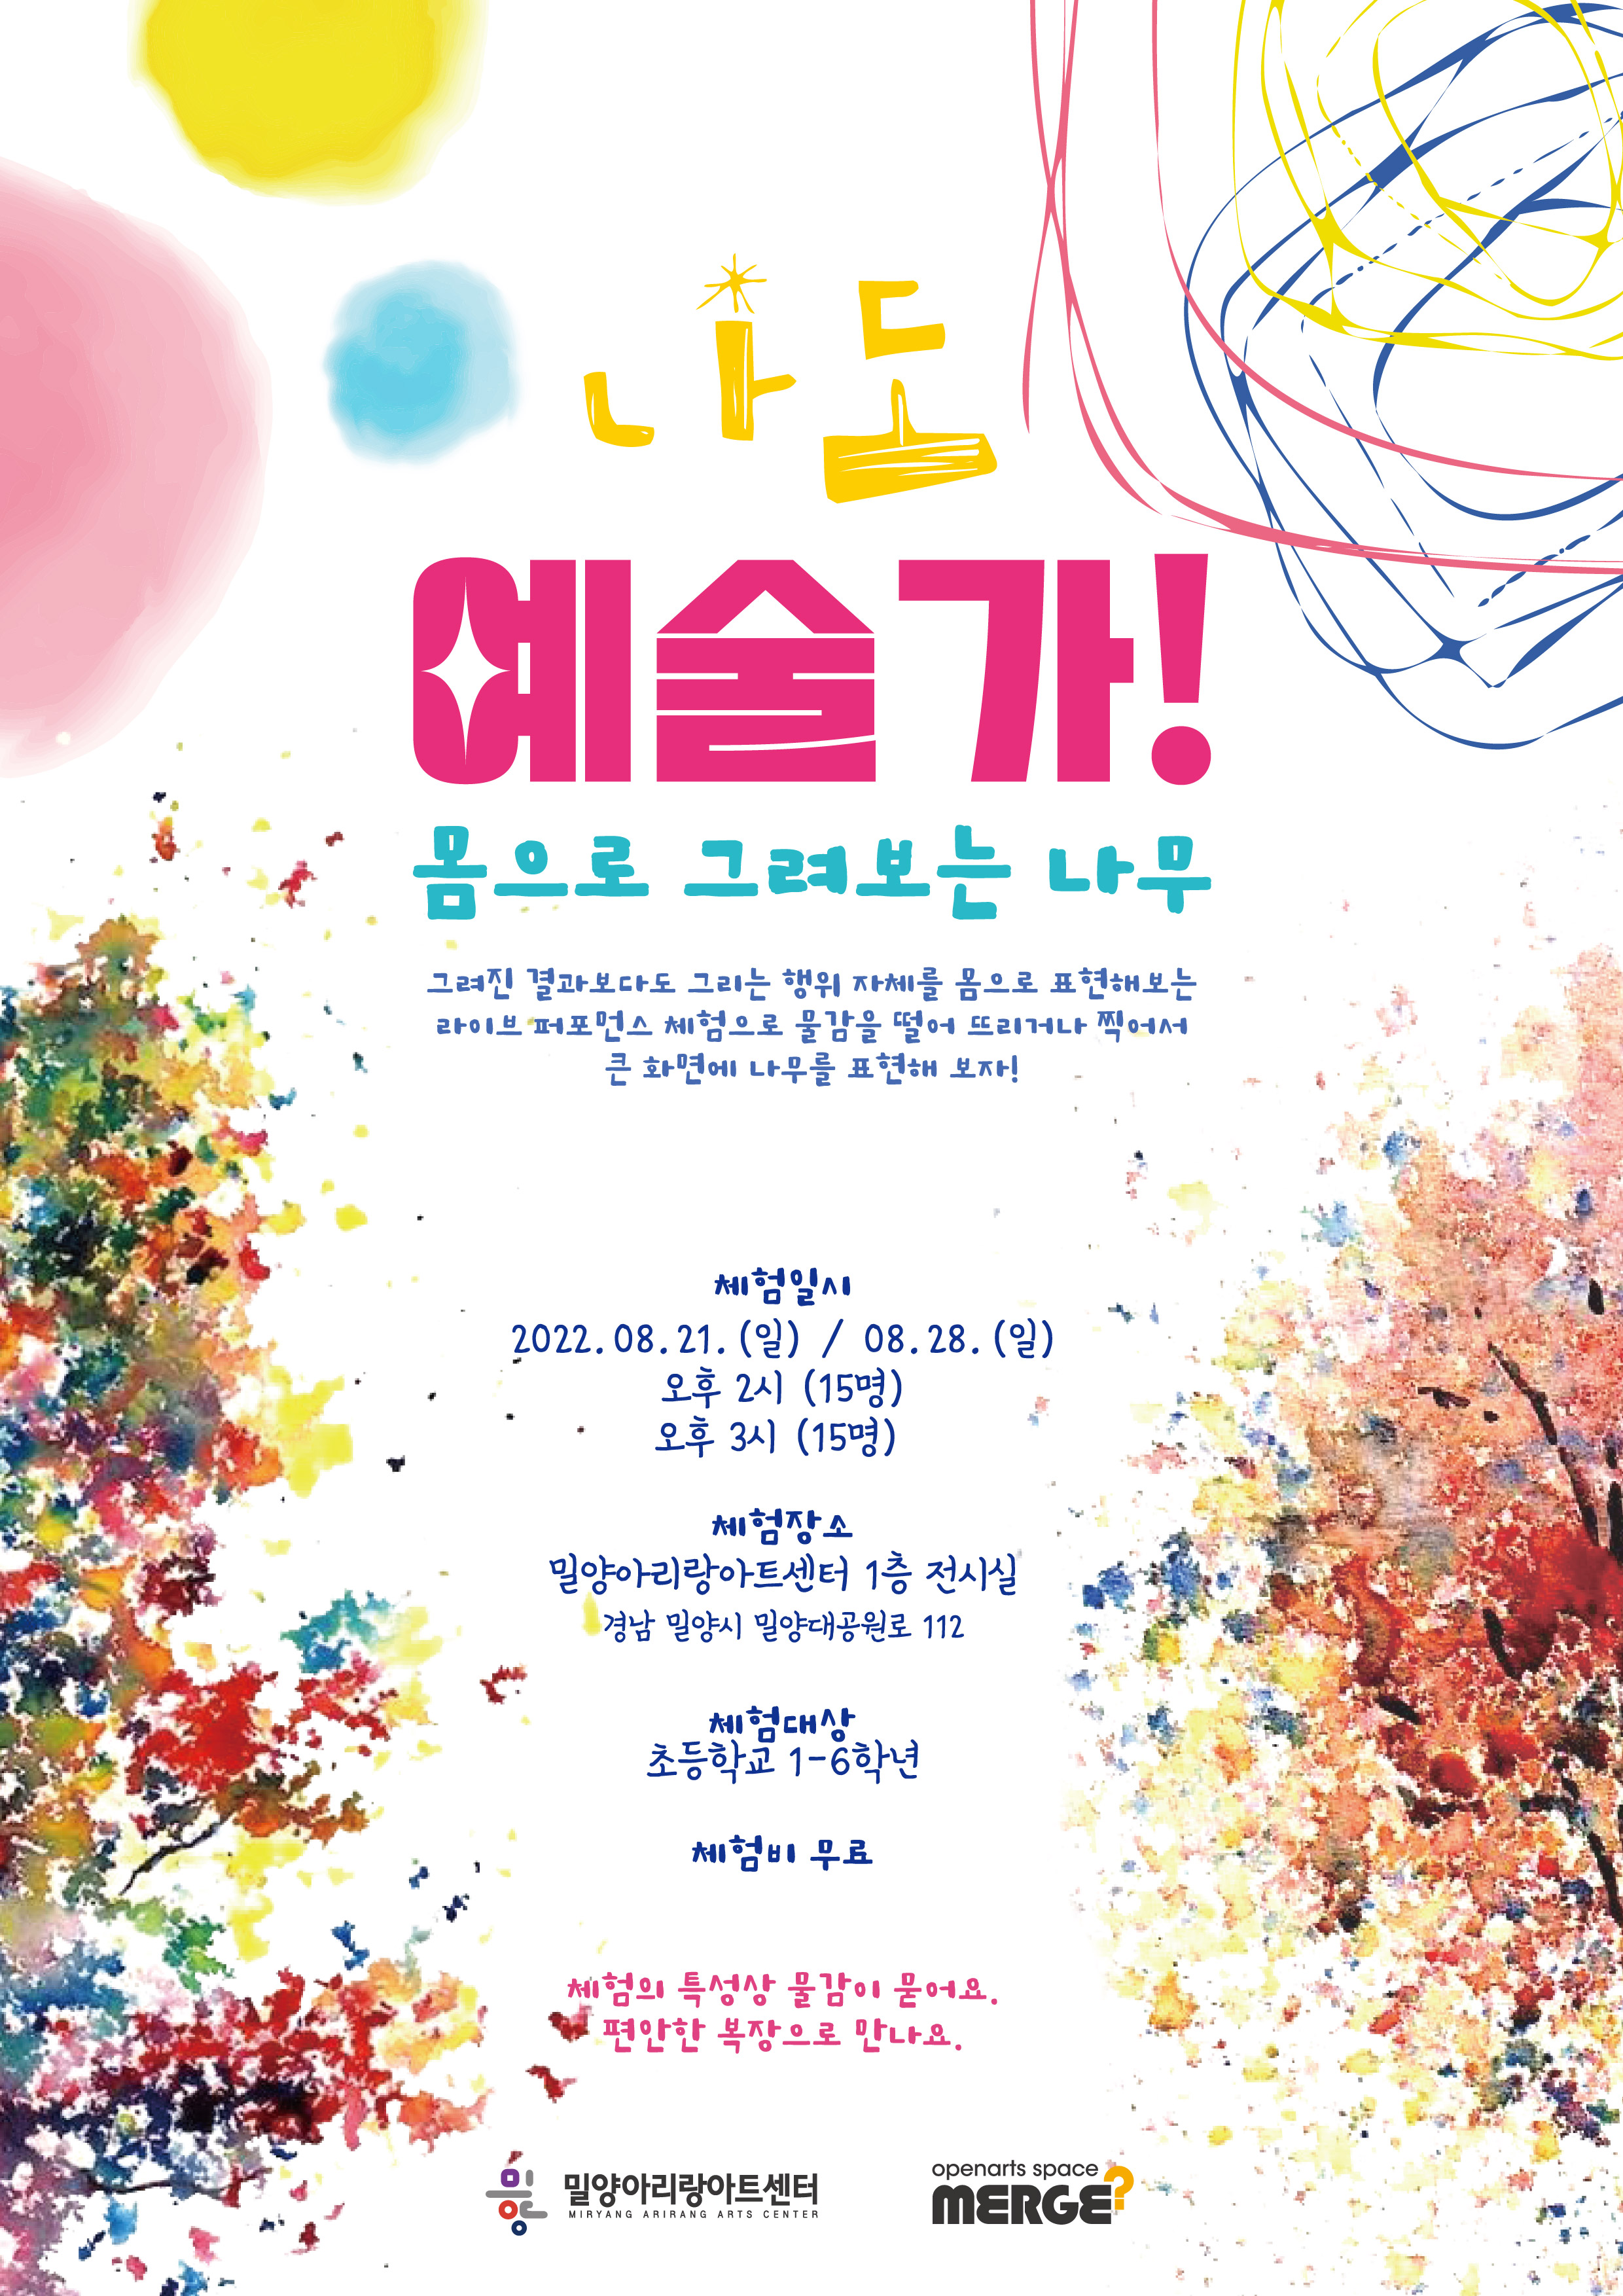 나도
예술가!
몸으로 그려보는 나무
그려진 결과보다도 그리는 행위 자체를 몸으로 표현해보는
라이브 퍼포먼스 체험으로 물감을 떨어 뜨리거나 찍어서
큰 화면에 나무를 표현해 보자!
체험일시
2022.08.21.(일) / 08.28.(일)
오후 2시 (15명)
오후 3시 (15명)
체험장소
밀양아리랑아트센터 1층 전시실
경남 밀양시 밀양대공원로 112
체험대상
초등학교 1-6학년
체험비 무료
체험의 특성상 물감이 묻어요.
편안한 복장으로 만나요.
밀양아리랑아트센터
MIRYANG ARIRANG ARTS CENTER
openarts space
MERGE?